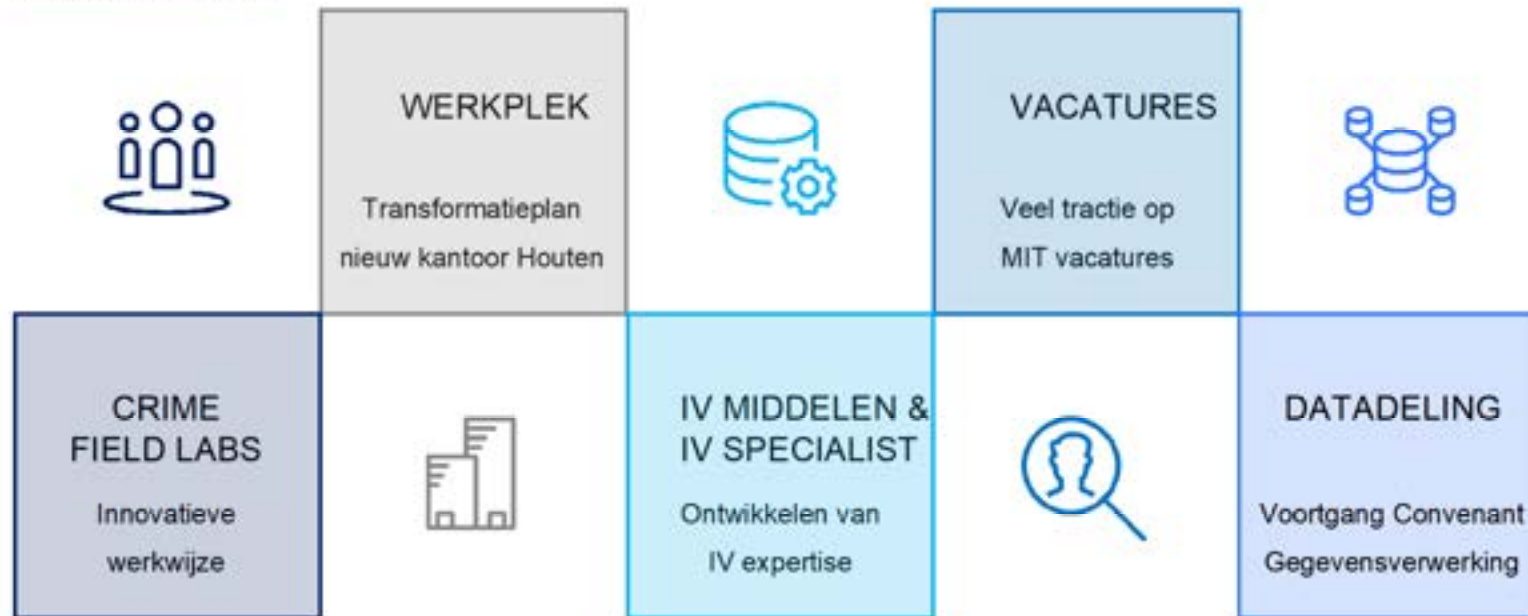 WERKPLEK
Transformatieplan
nieuw kantoor Houten
VACATURES
Veel tractie op
MIT vacatures
CRIME
FIELD LABS
Innovatieve
werkwijze
IV MIDDELEN &
IV SPECIALIST
Ontwikkelen van
IV expertise
DATADELING
Voortgang Convenant
Gegevensverwerking